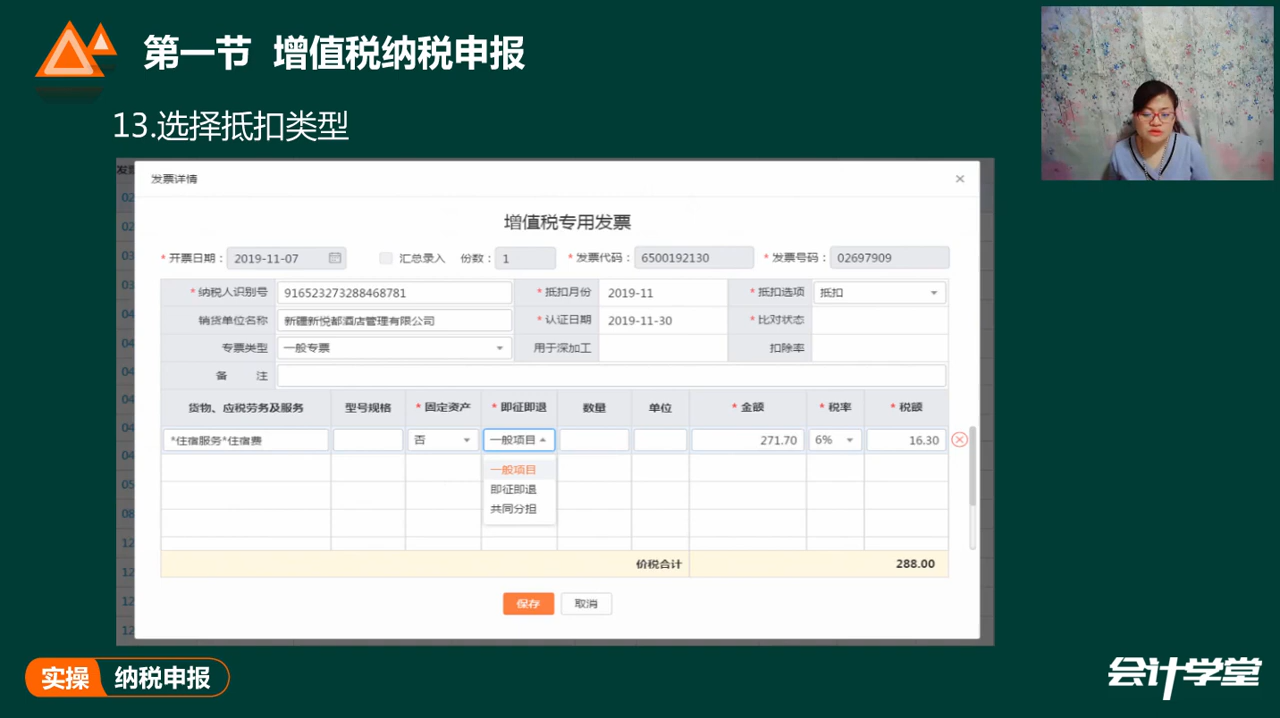 第一节 增值税纳税申报
13.选择抵扣类型
发票详情 ×
增值税专用发票
* 开票日期： 2019-11-07 汇总录入 份数： 1 * 发票代码： 6500192130 * 发票号码： 02697909
* 纳税人识别号 916523273288468781 * 抵扣月份 2019-11 * 抵扣选项 抵扣
销货单位名称 新疆新悦都酒店管理有限公司 * 认证日期 2019-11-30 * 比对状态
专票类型 一般专票 用于深加工 扣除率
备 注
货物、应税劳务及服务 型号规格 * 固定资产 * 即征即退 数量 单位 * 金额 * 税率 * 税额
*住宿服务*住宿费 否 一般项目 271.70 6% 16.30
一般项目
即征即退
共同分担
价税合计 288.00
保存 取消
实操 纳税申报
会计学堂